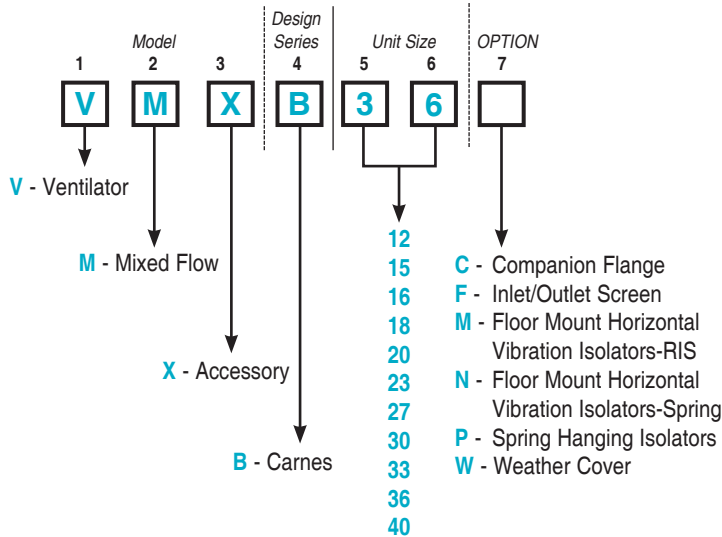 Design
Model Series Unit Size OPTION
1 2 3 4 5 6 7
V M X B 3 6
V - Ventilator
M - Mixed Flow
X - Accessory
B - Carnes
12
15
16
18
20
23
27
30
33
36
40
C - Companion Flange
F - Inlet/Outlet Screen
M - Floor Mount Horizontal
Vibration Isolators-RIS
N - Floor Mount Horizontal
Vibration Isolators-Spring
P - Spring Hanging Isolators
W - Weather Cover